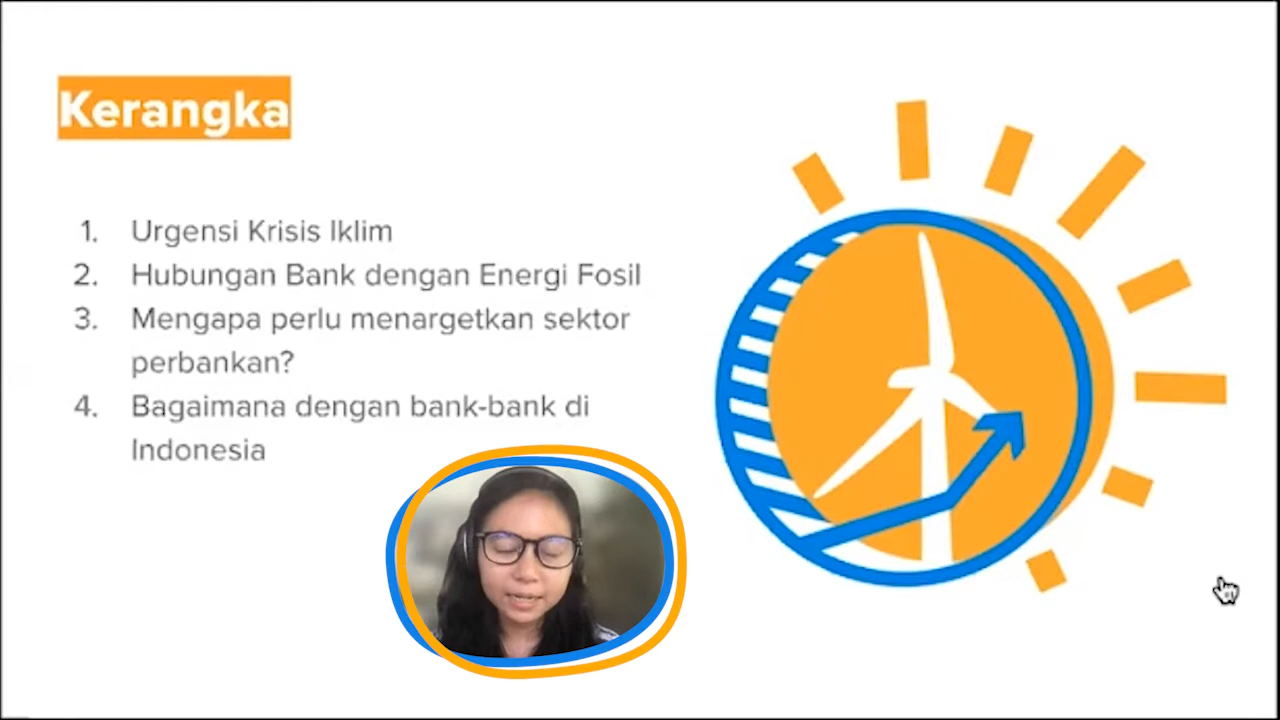 Kerangka
1. Urgensi Krisis Iklim
2. Hubungan Bank dengan Energi Fosil
3. Mengapa perlu menargetkan sektor
perbankan?
4. Bagaimana dengan bank-bank di
Indonesia